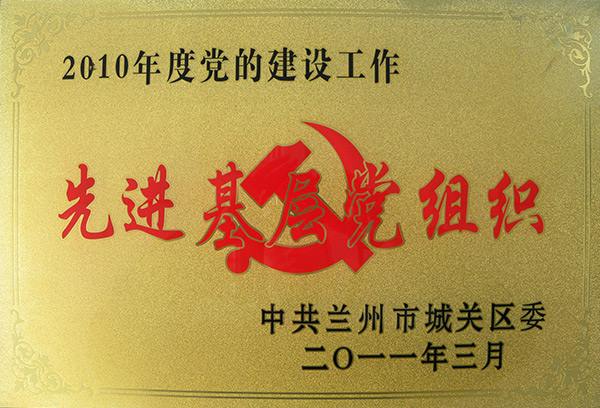 2010年度党的建设工作
先进基层党组织
中共兰州市城关区委
二〇一一年三月